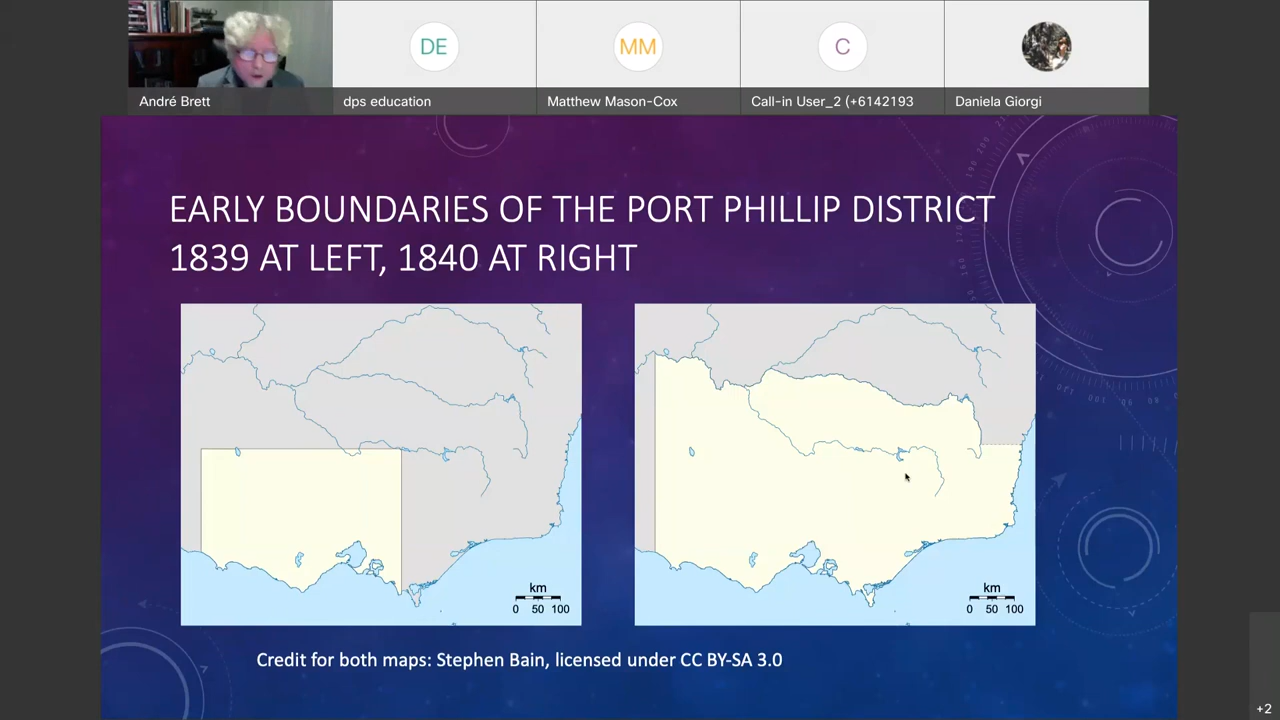 DE
MM
C
André Brett
dps education
Matthew Mason-Cox
Call-in User_2 (+6142193
Daniela Giorgi
EARLY BOUNDARIES OF THE PORT PHILLIP DISTRICT
1839 AT LEFT, 1840 AT RIGHT
km
0 50 100
km
0 50 100
Credit for both maps: Stephen Bain, licensed under CC BY-SA 3.0
+2